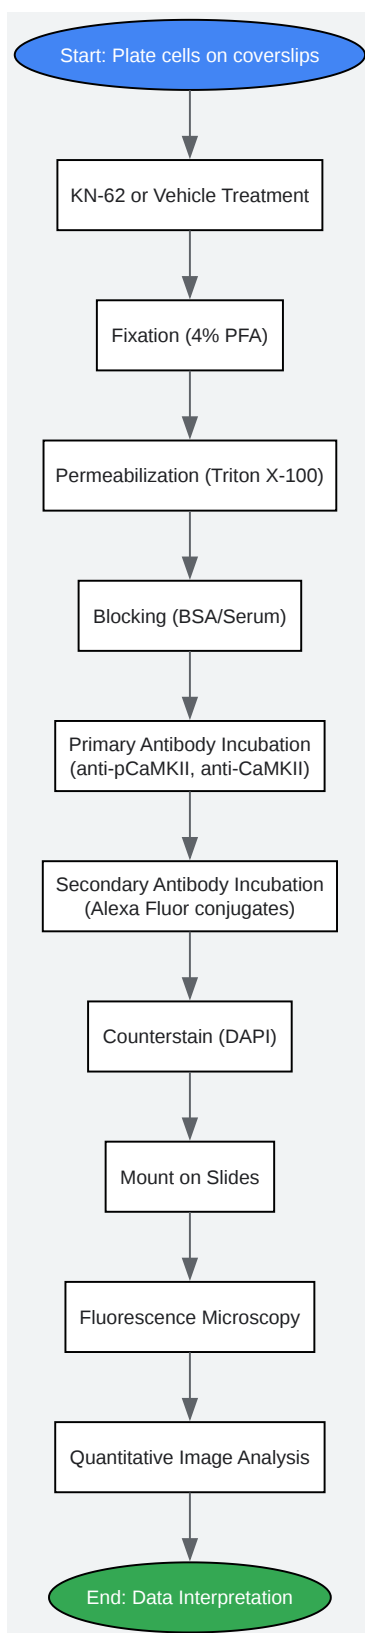 Start: Plate cells on coverslips
KN-62 or Vehicle Treatment
Fixation (4% PFA)
Permeabilization (Triton X-100)
Blocking (BSA/Serum)
Primary Antibody Incubation
(anti-pCaMKII, anti-CaMKII)
Secondary Antibody Incubation
(Alexa Fluor conjugates)
Counterstain (DAPI)
Mount on Slides
Fluorescence Microscopy
Quantitative Image Analysis
End: Data Interpretation